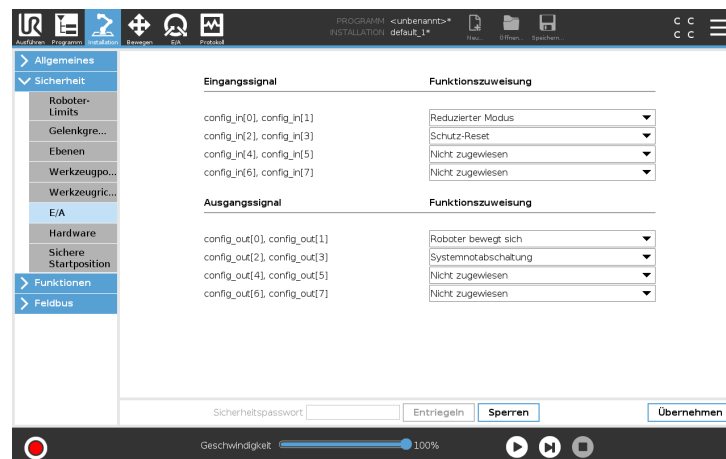 UR
PROGRAMM <unbenannt>*
INSTALLATION default_1*
Ausführen Programm Installation Bewegen E/A Protokoll Neu... Öffnen... Speichern...
C C
C C
Allgemeines
Sicherheit
Roboter-
Limits
Gelenkgre...
Ebenen
Werkzeugpo...
Werkzeugric...
E/A
Hardware
Sichere
Startposition
Funktionen
Feldbus
Eingangssignal Funktionszuweisung
config_in[0], config_in[1] Reduzierter Modus
config_in[2], config_in[3] Schutz-Reset
config_in[4], config_in[5] Nicht zugewiesen
config_in[6], config_in[7] Nicht zugewiesen
Ausgangssignal Funktionszuweisung
config_out[0], config_out[1] Roboter bewegt sich
config_out[2], config_out[3] Systemnotabschaltung
config_out[4], config_out[5] Nicht zugewiesen
config_out[6], config_out[7] Nicht zugewiesen
Sicherheitspasswort Entriegeln Sperren Übernehmen
Geschwindigkeit 100%